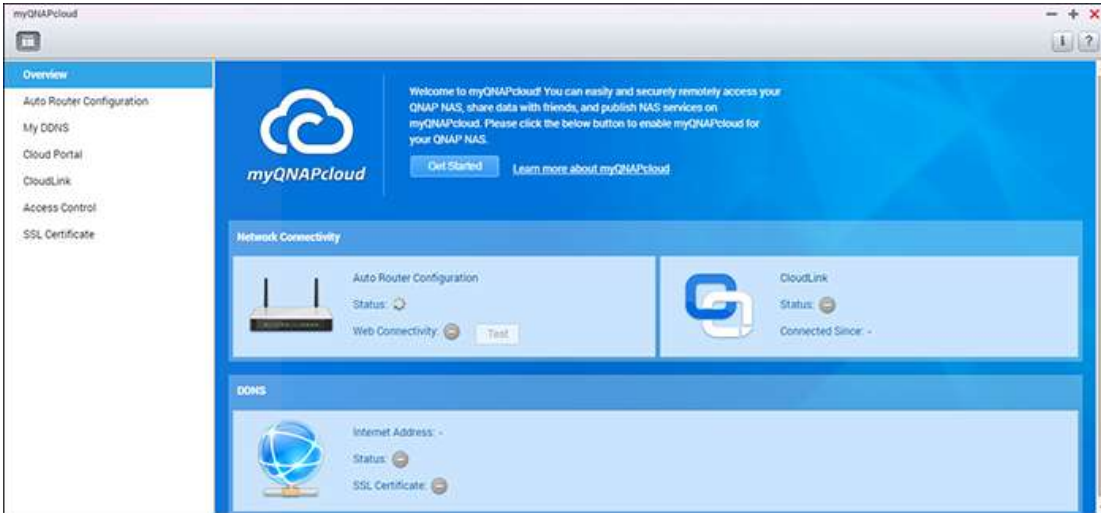 myQNAPcloud
Overview
Auto Router Configuration
My DDNS
Cloud Portal
CloudLink
Access Control
SSL Certificate
myQNAPcloud
Welcome to myQNAPcloud! You can easily and securely remotely access your
QNAP NAS, share data with friends, and publish NAS services on
myQNAPcloud. Please click the below button to enable myQNAPcloud for
your QNAP NAS.
Get Started
Learn more about myQNAPcloud
Network Connectivity
Auto Router Configuration
Status:
Web Connectivity:
Test
CloudLink
Status:
Connected Since: -
DDNS
Internet Address: -
Status:
SSL Certificate: